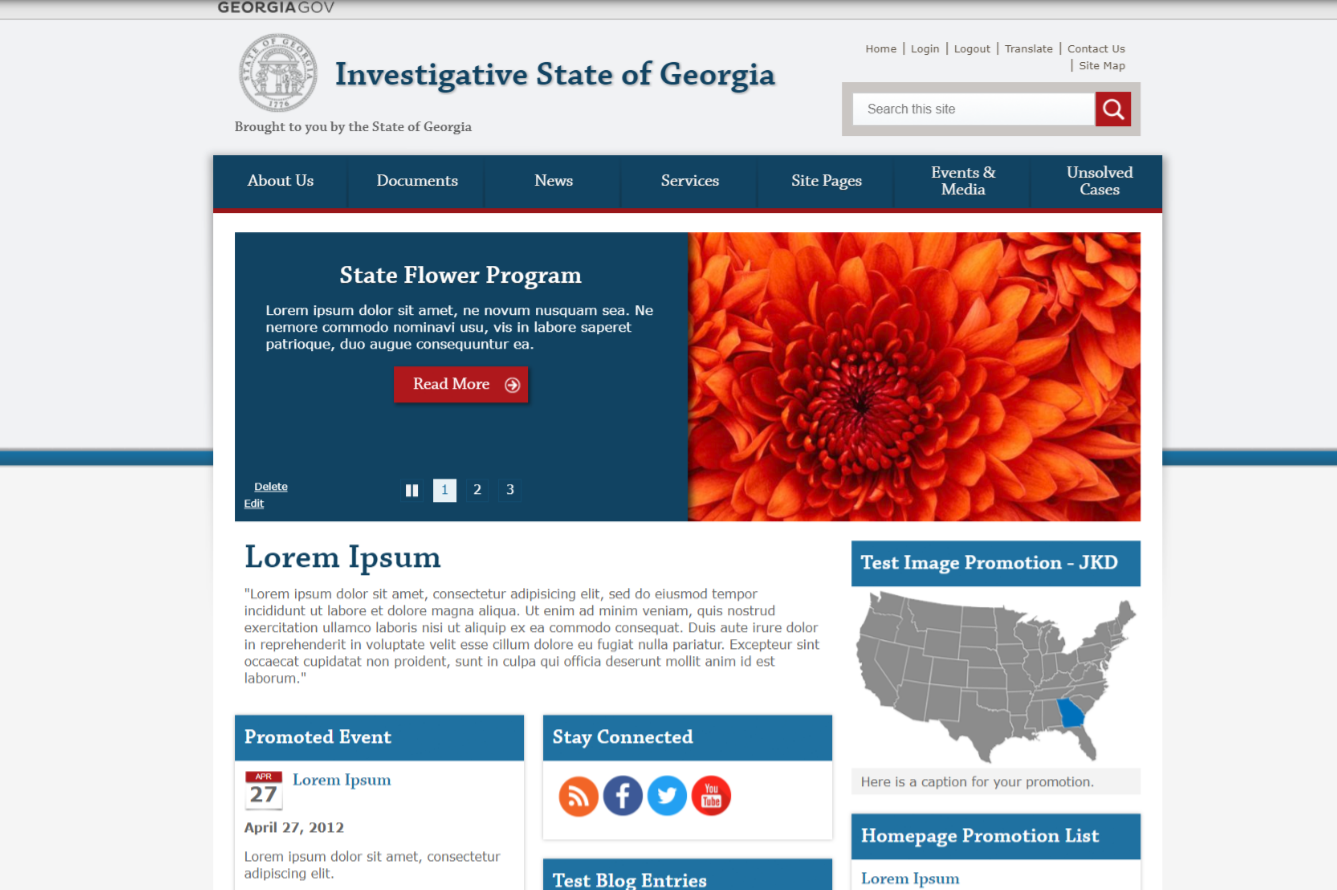 GEORGIAGOV
STATE OF GEORGIA
1776
Investigative State of Georgia
Brought to you by the State of Georgia
Home | Login | Logout | Translate | Contact Us
| Site Map
Search this site
About Us
Documents
News
Services
Site Pages
Events &
Media
Unsolved
Cases
State Flower Program
Lorem ipsum dolor sit amet, ne novum nusquam sea. Ne
nemore commodo nominavi usu, vis in labore saperet
patrioque, duo augue consequuntur ea.
Read More
Delete
Edit
1 2 3
Lorem Ipsum
"Lorem ipsum dolor sit amet, consectetur adipisicing elit, sed do eiusmod tempor
incididunt ut labore et dolore magna aliqua. Ut enim ad minim veniam, quis nostrud
exercitation ullamco laboris nisi ut aliquip ex ea commodo consequat. Duis aute irure dolor
in reprehenderit in voluptate velit esse cillum dolore eu fugiat nulla pariatur. Excepteur sint
occaecat cupidatat non proident, sunt in culpa qui officia deserunt mollit anim id est
laborum."
Promoted Event
APR
27
Lorem Ipsum
April 27, 2012
Lorem ipsum dolor sit amet, consectetur
adipiscing elit.
Stay Connected
You
Tube
Test Blog Entries
Test Image Promotion - JKD
Here is a caption for your promotion.
Homepage Promotion List
Lorem Ipsum